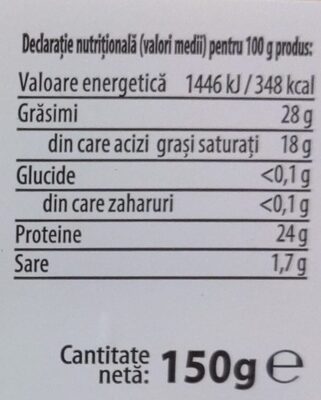 Declarație nutrițională (valori medii) pentru 100 g produs:
Valoare energetică 1446 kJ / 348 kcal
Grăsimi 28 g
din care acizi grași saturați 18 g
Glucide <0,1 g
din care zaharuri <0,1 g
Proteine 24 g
Sare 1,7 g
Cantitate
netă: 150g ℮